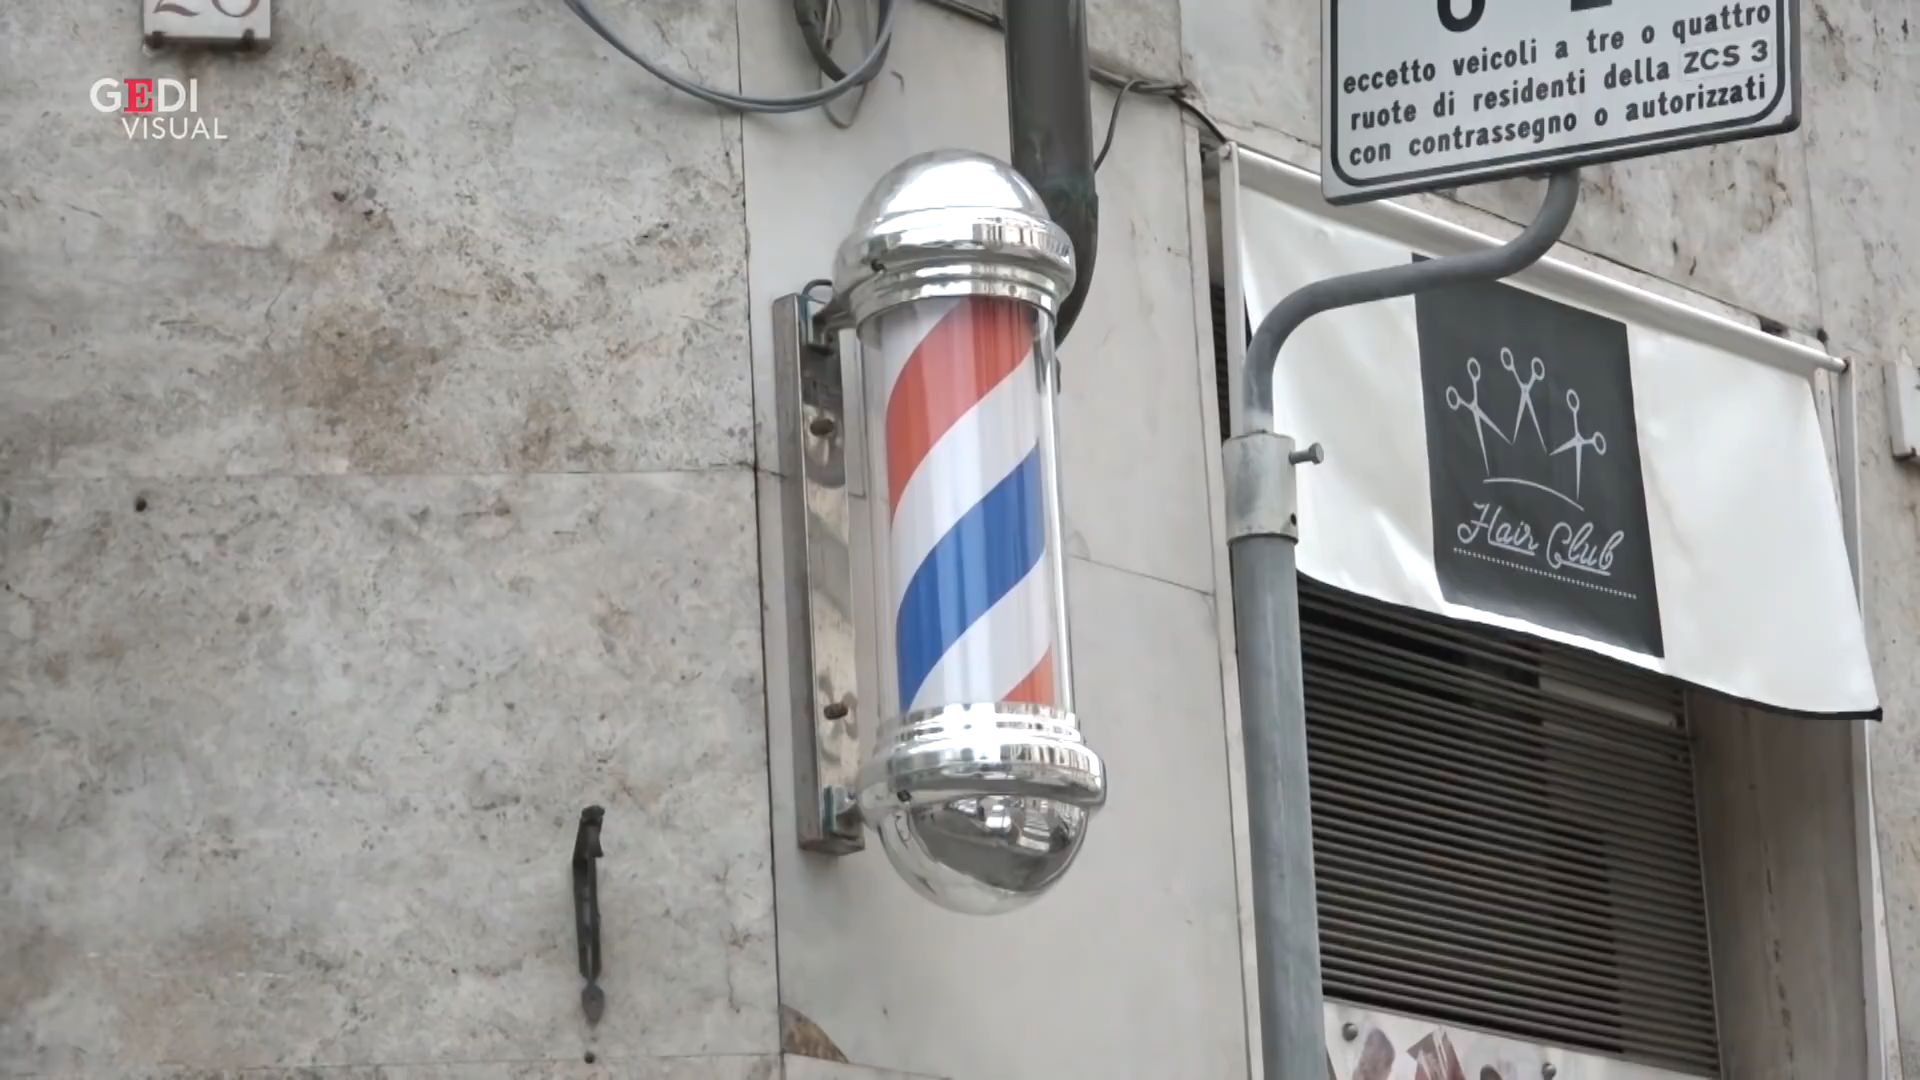 GEDI
VISUAL
eccetto veicoli a tre o quattro
ruote di residenti della ZCS 3
con contrassegno o autorizzati
Hair Club